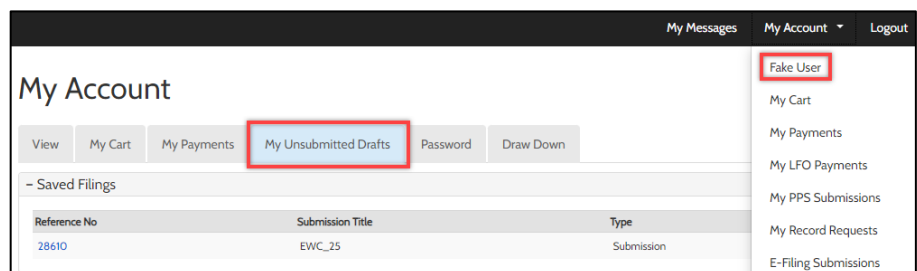 My Messages My Account Logout
My Account
Fake User
My Cart
My Payments
My LFO Payments
My PPS Submissions
My Record Requests
E-Filing Submissions
View My Cart My Payments My Unsubmitted Drafts Password Draw Down
– Saved Filings
Reference No Submission Title Type
28610 EWC_25 Submission